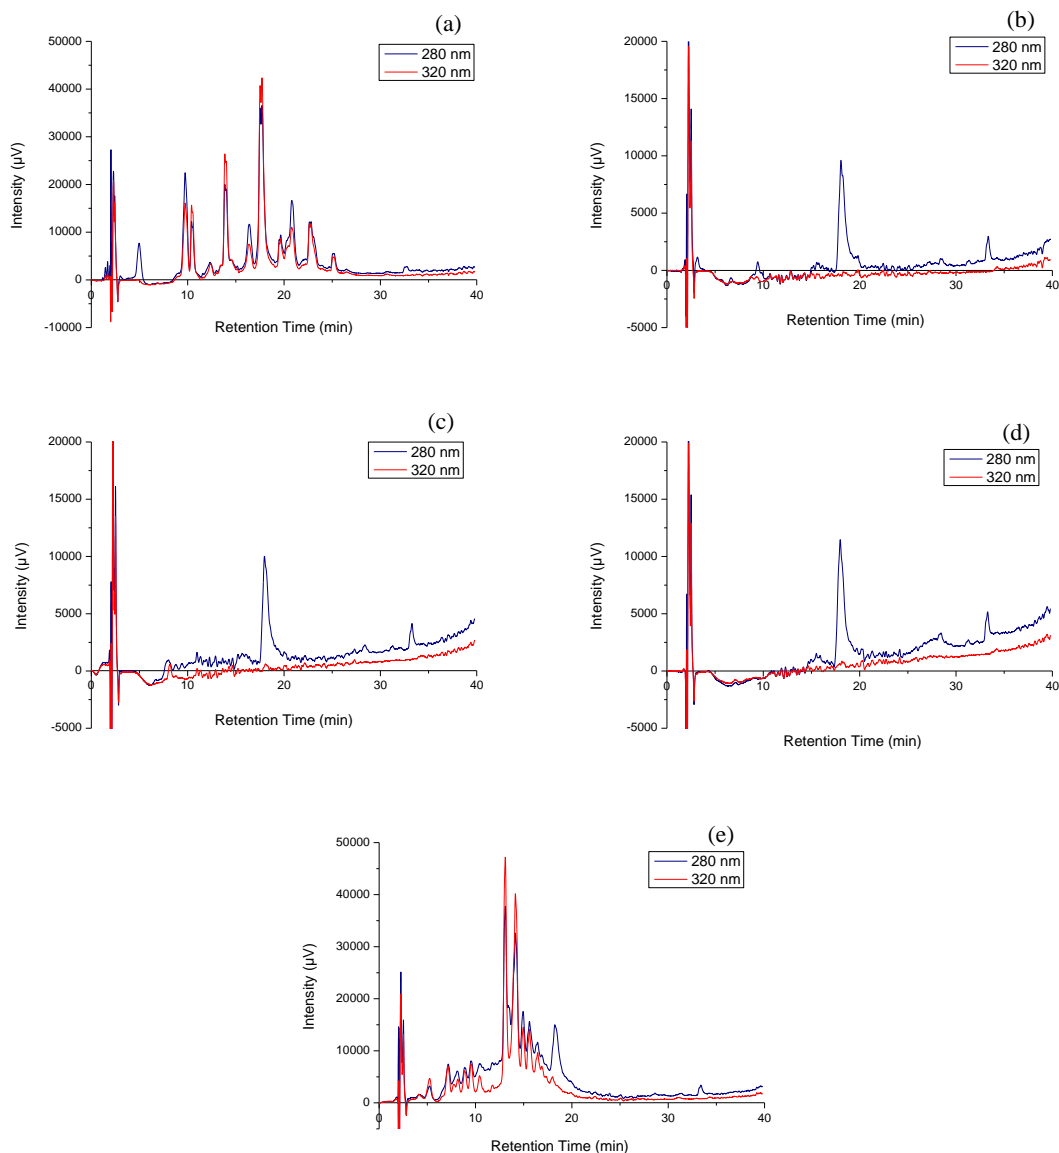 (a)
280 nm
320 nm
50000
40000
30000
20000
10000
0
-10000
0
10
20
30
40
Intensity (µV)
Retention Time (min)
(b)
280 nm
320 nm
20000
15000
10000
5000
0
-5000
0
10
20
30
40
Intensity (µV)
Retention Time (min)
(c)
280 nm
320 nm
20000
15000
10000
5000
0
-5000
0
10
20
30
40
Intensity (µV)
Retention Time (min)
(d)
280 nm
320 nm
20000
15000
10000
5000
0
-5000
0
10
20
30
40
Intensity (µV)
Retention Time (min)
(e)
280 nm
320 nm
50000
40000
30000
20000
10000
0
0
10
20
30
40
Intensity (µV)
Retention Time (min)